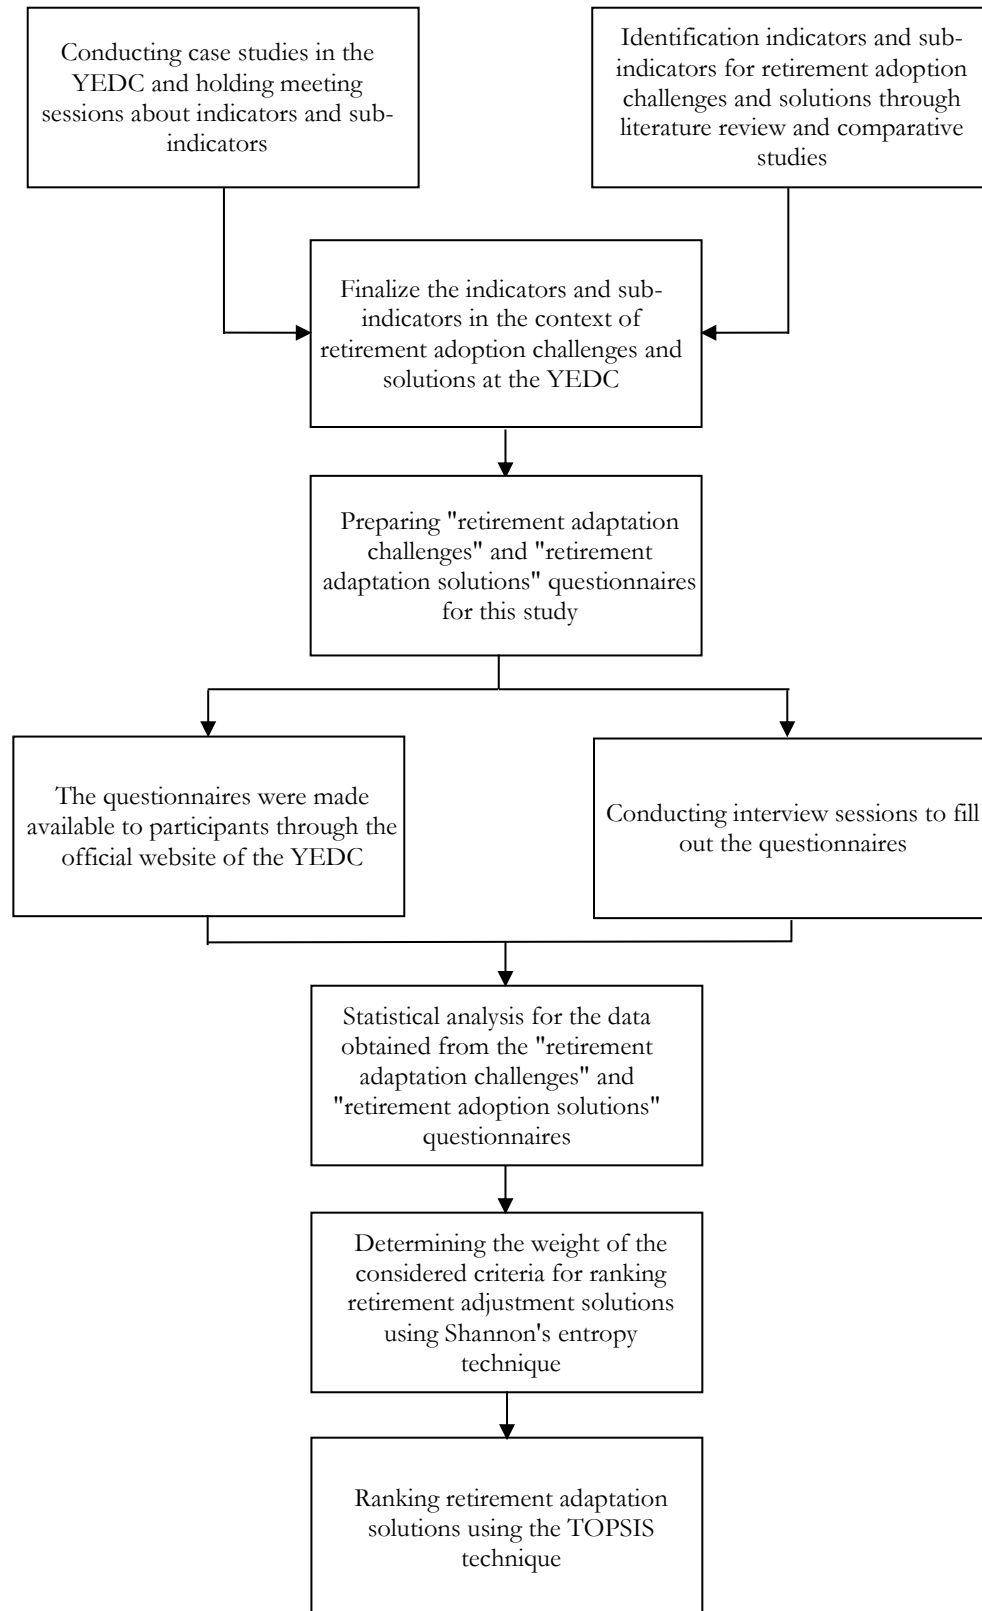 Conducting case studies in the
YEDC and holding meeting
sessions about indicators and sub-
indicators
Identification indicators and sub-
indicators for retirement adoption
challenges and solutions through
literature review and comparative
studies
Finalize the indicators and sub-
indicators in the context of
retirement adoption challenges and
solutions at the YEDC
Preparing "retirement adaptation
challenges" and "retirement
adaptation solutions" questionnaires
for this study
The questionnaires were made
available to participants through the
official website of the YEDC
Conducting interview sessions to fill
out the questionnaires
Statistical analysis for the data
obtained from the "retirement
adaptation challenges" and
"retirement adoption solutions"
questionnaires
Determining the weight of the
considered criteria for ranking
retirement adjustment solutions
using Shannon's entropy
technique
Ranking retirement adaptation
solutions using the TOPSIS
technique